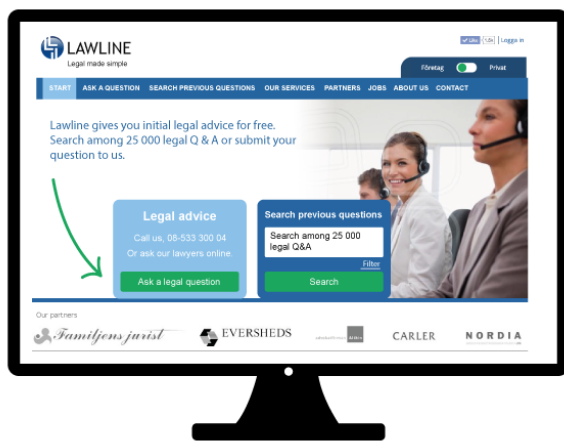 LAWLINE
Legal made simple
Like
Logga in
Företag Privat
START ASK A QUESTION SEARCH PREVIOUS QUESTIONS OUR SERVICES PARTNERS JOBS ABOUT US CONTACT
Lawline gives you initial legal advice for free.
Search among 25 000 legal Q & A or submit your
question to us.
Legal advice
Call us, 08-533 300 04
Or ask our lawyers online.
Ask a legal question
Search previous questions
Search among 25 000
legal Q&A
Filter
Search
Our partners
Familjens jurist
EVERSHEDS
CARLER
NORDIA